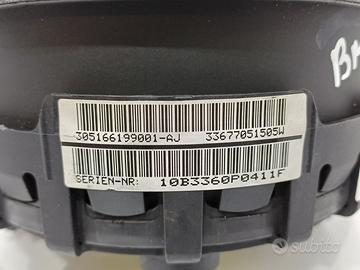 305166199001-AJ 33677051505W
SERIEN-NR: 10B3360P0411F
subito